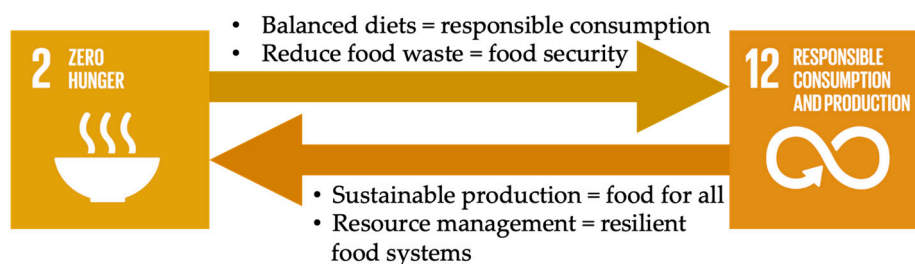 • Balanced diets = responsible consumption
• Reduce food waste = food security
2 ZERO
HUNGER
12 RESPONSIBLE
CONSUMPTION
AND PRODUCTION
• Sustainable production = food for all
• Resource management = resilient
food systems